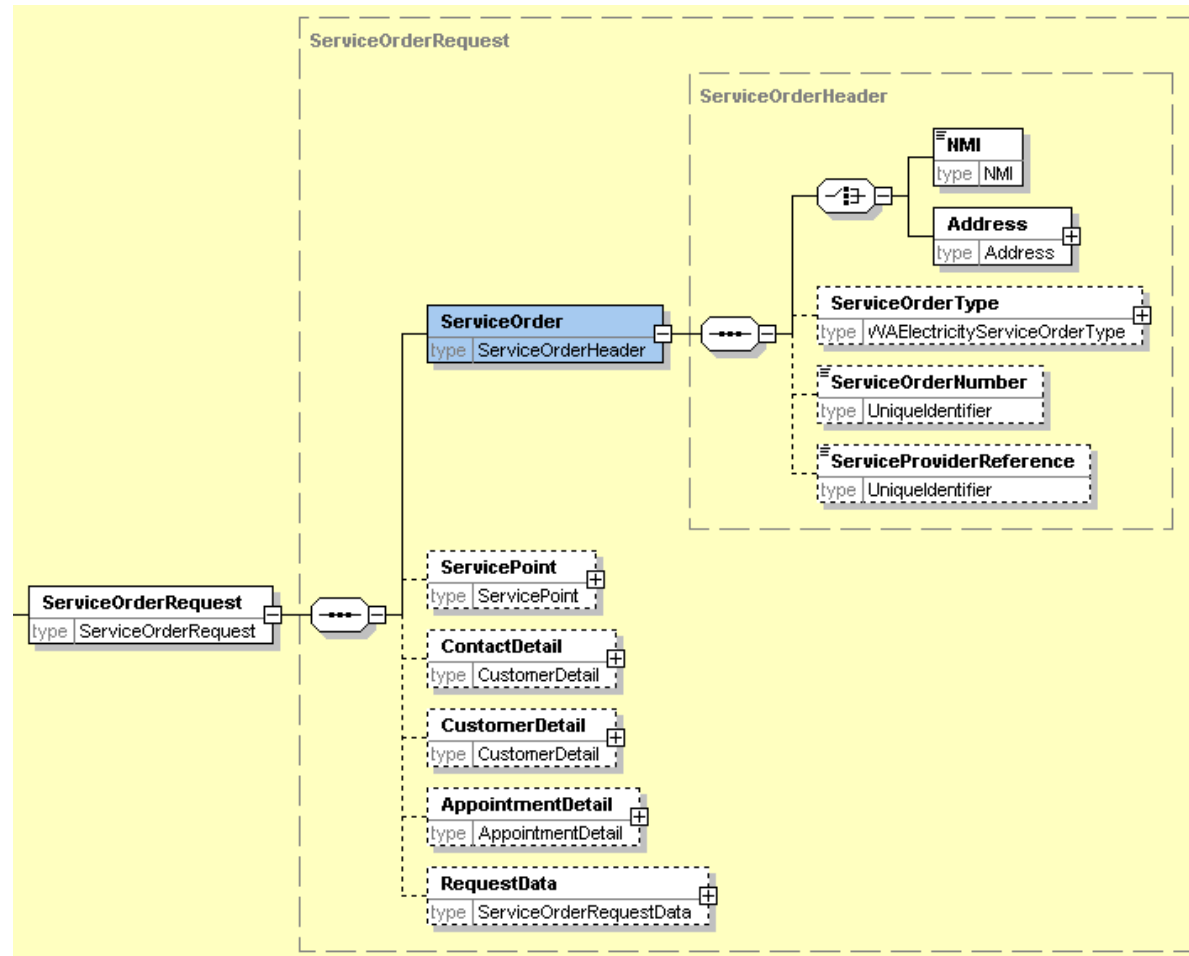 ServiceOrderRequest
ServiceOrderHeader
NMI
type NMI
Address
type Address
ServiceOrderType
type WAElectricityServiceOrderType
ServiceOrder
type ServiceOrderHeader
ServiceOrderNumber
type UniqueIdentifier
ServiceProviderReference
type UniqueIdentifier
ServicePoint
type ServicePoint
ServiceOrderRequest
type ServiceOrderRequest
ContactDetail
type CustomerDetail
CustomerDetail
type CustomerDetail
AppointmentDetail
type AppointmentDetail
RequestData
type ServiceOrderRequestData